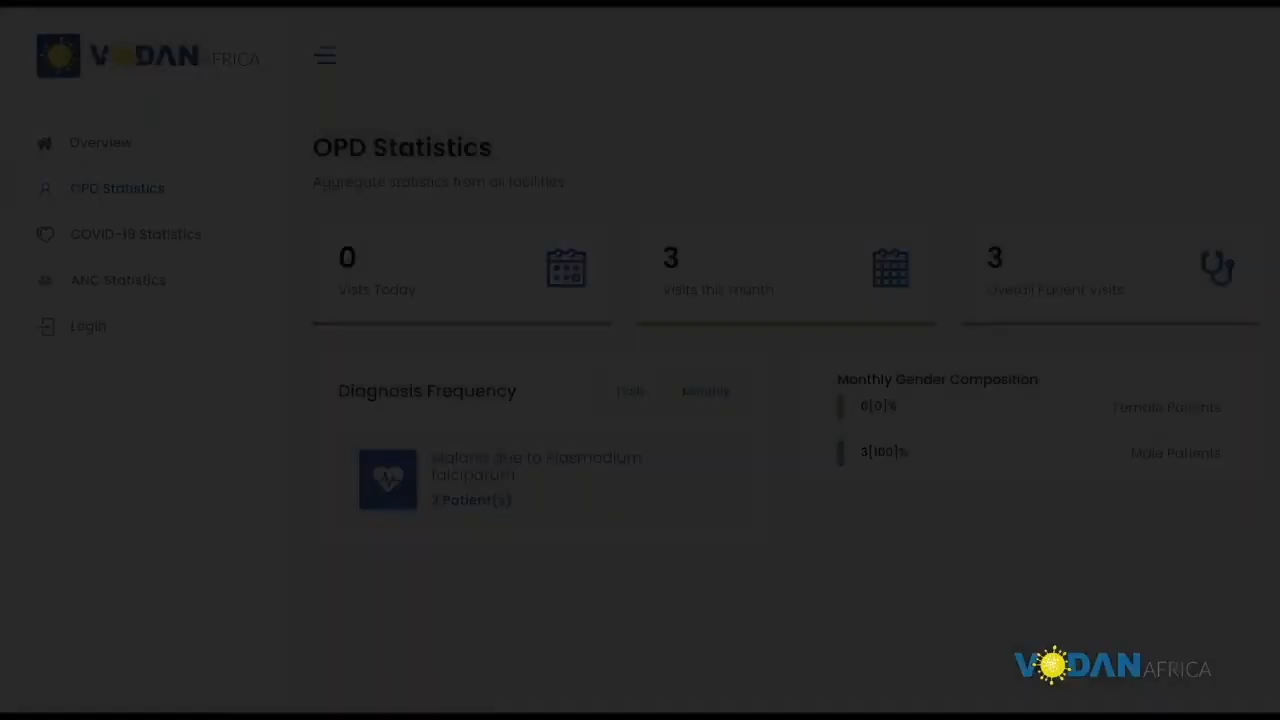 VODAN AFRICA
Overview
OPD Statistics
COVID-19 Statistics
ANC Statistics
Login
OPD Statistics
Aggregate statistics from all facilities
0
Visits Today
3
Visits this month
3
Overall Patient visits
Diagnosis Frequency
Monthly
Malaria due to Plasmodium
falciparum
Patient(s)
Monthly Gender Composition
0[0]%
Female Patients
3[100]%
Male Patients
VODAN AFRICA